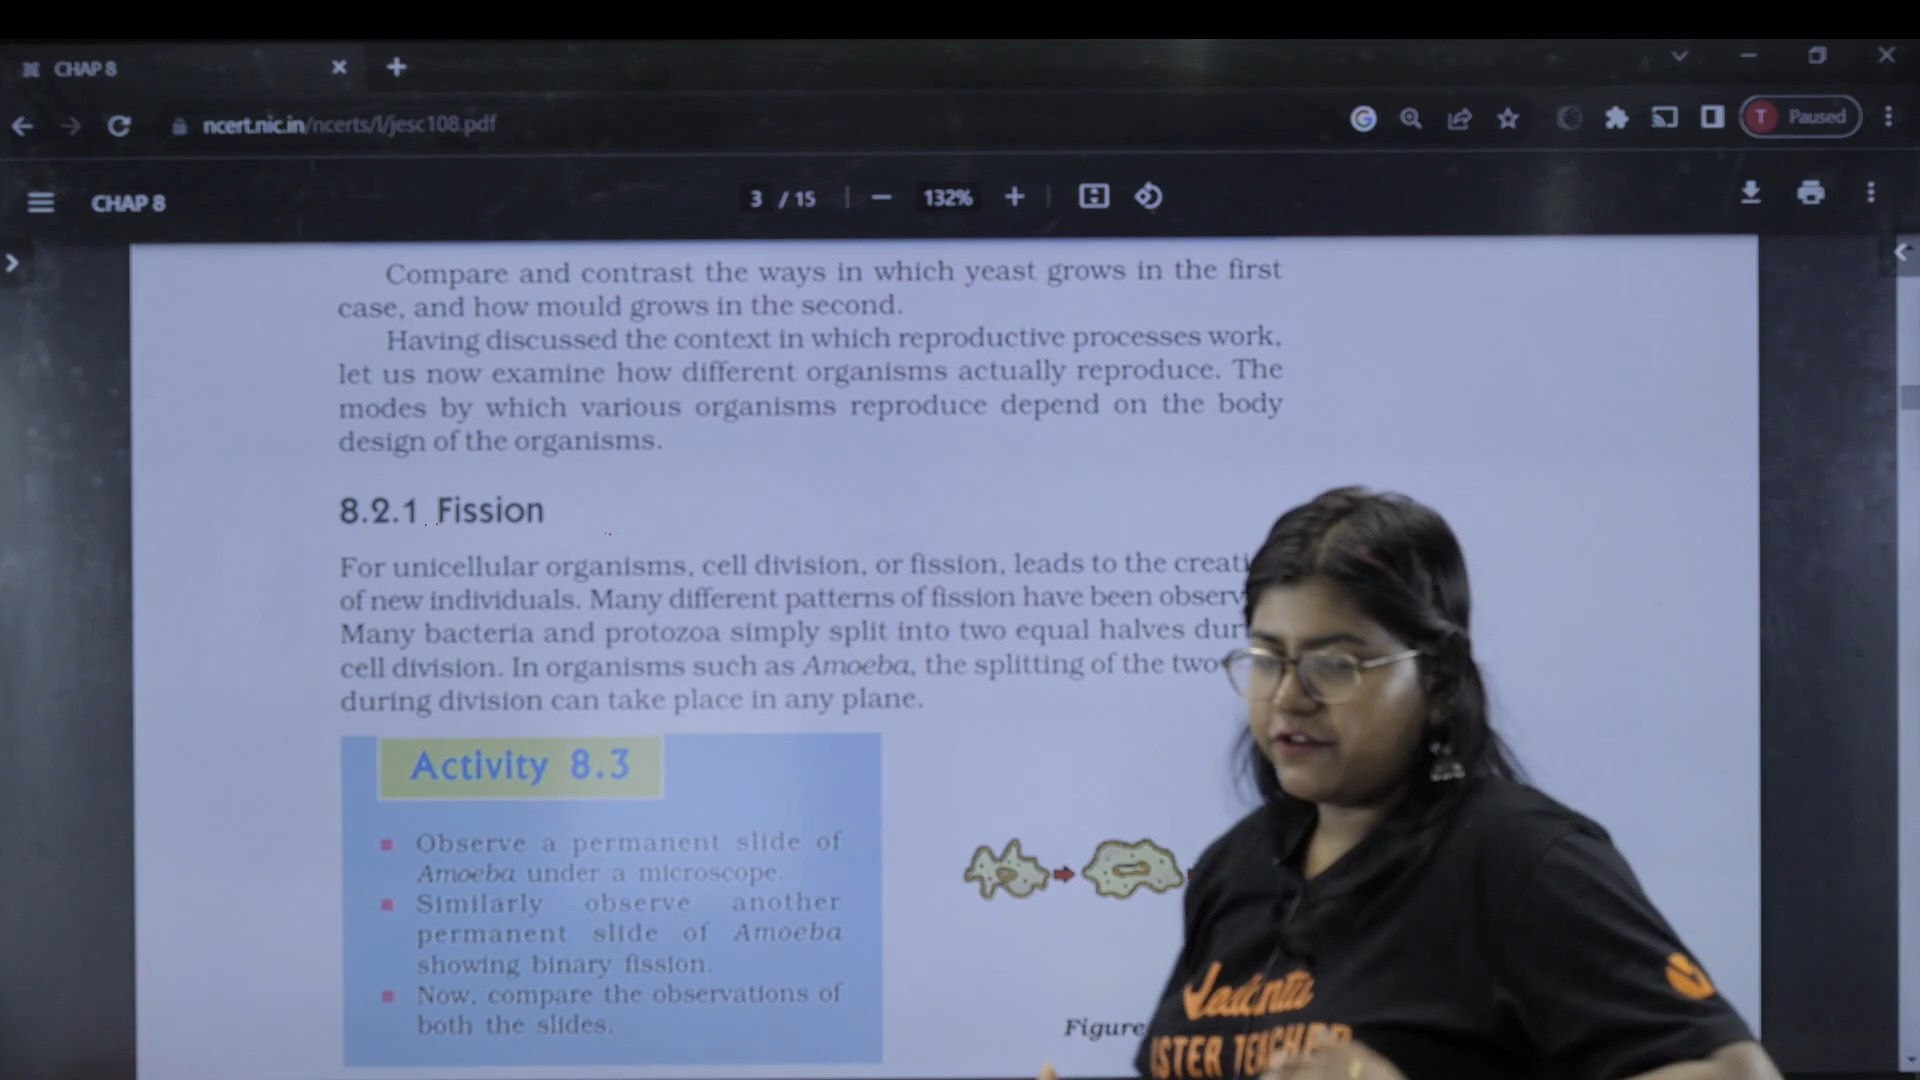 CHAP 8
ncert.nic.in/ncerts/l/jesc108.pdf
T Paused
CHAP 8
3 / 15
132%
Compare and contrast the ways in which yeast grows in the first
case, and how mould grows in the second.
Having discussed the context in which reproductive processes work,
let us now examine how different organisms actually reproduce. The
modes by which various organisms reproduce depend on the body
design of the organisms.
8.2.1 Fission
For unicellular organisms, cell division, or fission, leads to the creati
of new individuals. Many different patterns of fission have been observ
Many bacteria and protozoa simply split into two equal halves dur
cell division. In organisms such as Amoeba, the splitting of the two
during division can take place in any plane.
Activity 8.3
Observe a permanent slide of
Amoeba under a microscope.
Similarly observe another
permanent slide of Amoeba
showing binary fission.
Now, compare the observations of
both the slides.
Figure
Vedantu